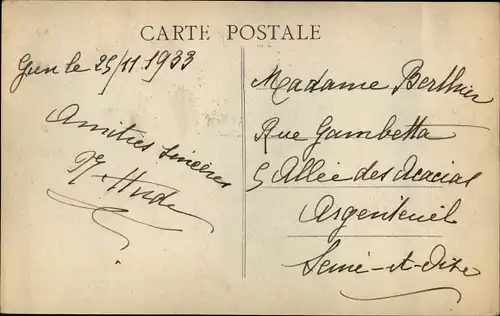 CARTE POSTALE
le 25/11 1933
Amitiés sincères
Madame Berthier
Rue Gambetta
5 Allée des Acacias
Argenteuil
Seine-et-Oise